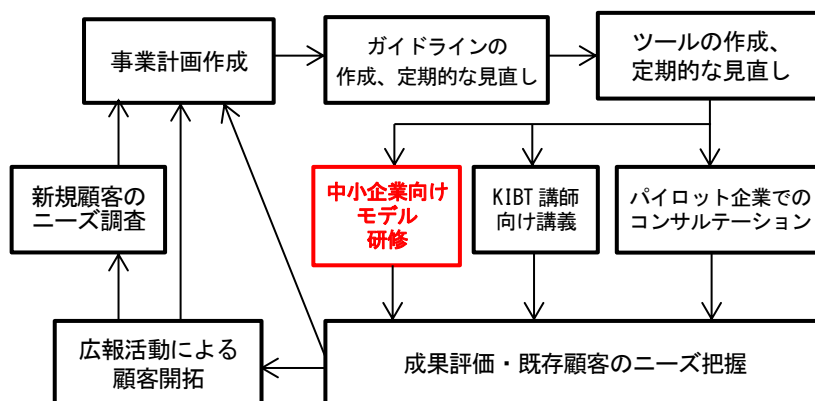 事業計画作成
ガイドラインの
作成、定期的な見直し
ツールの作成、
定期的な見直し
新規顧客の
ニーズ調査
中小企業向け
モデル
研修
KIBT 講師
向け講義
パイロット企業での
コンサルテーション
広報活動による
顧客開拓
成果評価・既存顧客のニーズ把握